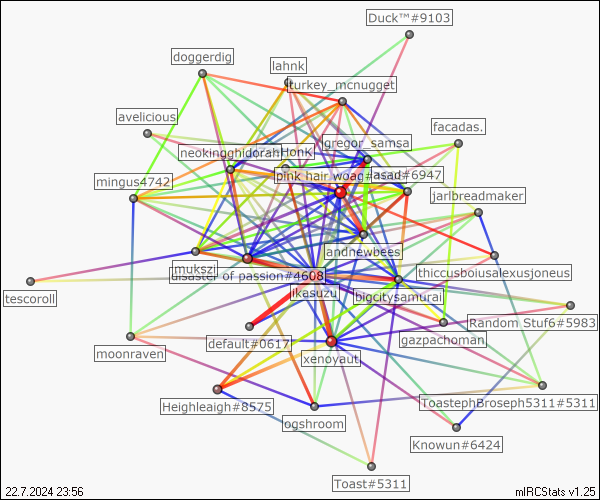 Duck™#9103
doggerdig
lahnk
turkey_mcnugget
avelicious
facadas.
gregor_samsa
neokingghidorah
Honk
pink hair woag#
asad#6947
mingus4742
jarlbreadmaker
andnewbees
mukszi
disaster of passion#4608
thiccusboiusalexusjoneus
ikasuzu
bigcitysamurai
tescoroll
Random Stuf6#5983
default#0617
gazpachoman
moonraven
xenoyaut
Heighleaigh#8575
ToastephBroseph5311#5311
ogshroom
Knowun#6424
Toast#5311
22.7.2024 23:56
mIRCStats v1.25